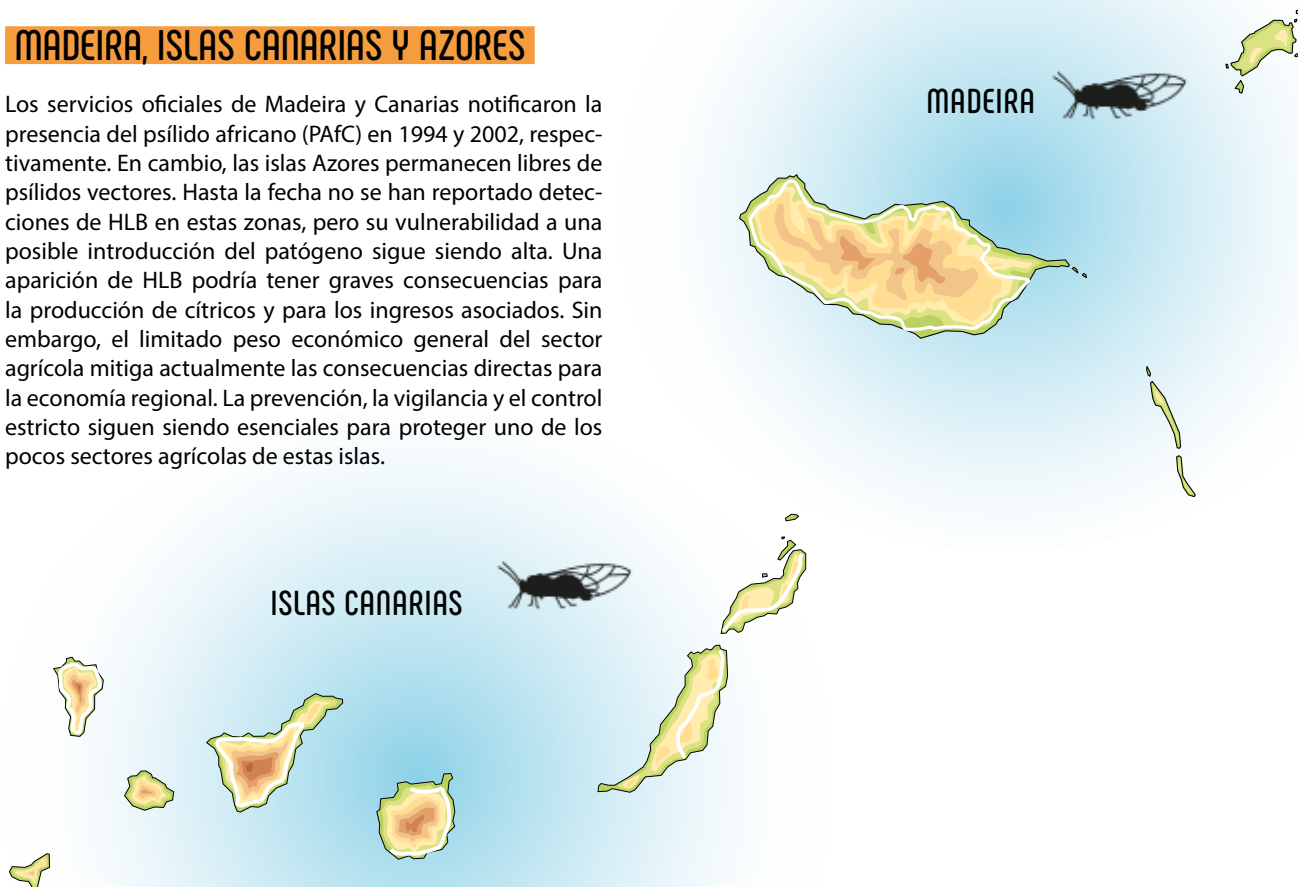 MADEIRA, ISLAS CANARIAS Y AZORES
Los servicios oficiales de Madeira y Canarias notificaron la
presencia del psílido africano (PAfC) en 1994 y 2002, respec-
tivamente. En cambio, las islas Azores permanecen libres de
psílidos vectores. Hasta la fecha no se han reportado detec-
ciones de HLB en estas zonas, pero su vulnerabilidad a una
posible introducción del patógeno sigue siendo alta. Una
aparición de HLB podría tener graves consecuencias para
la producción de cítricos y para los ingresos asociados. Sin
embargo, el limitado peso económico general del sector
agrícola mitiga actualmente las consecuencias directas para
la economía regional. La prevención, la vigilancia y el control
estricto siguen siendo esenciales para proteger uno de los
pocos sectores agrícolas de estas islas.
MADEIRA
ISLAS CANARIAS